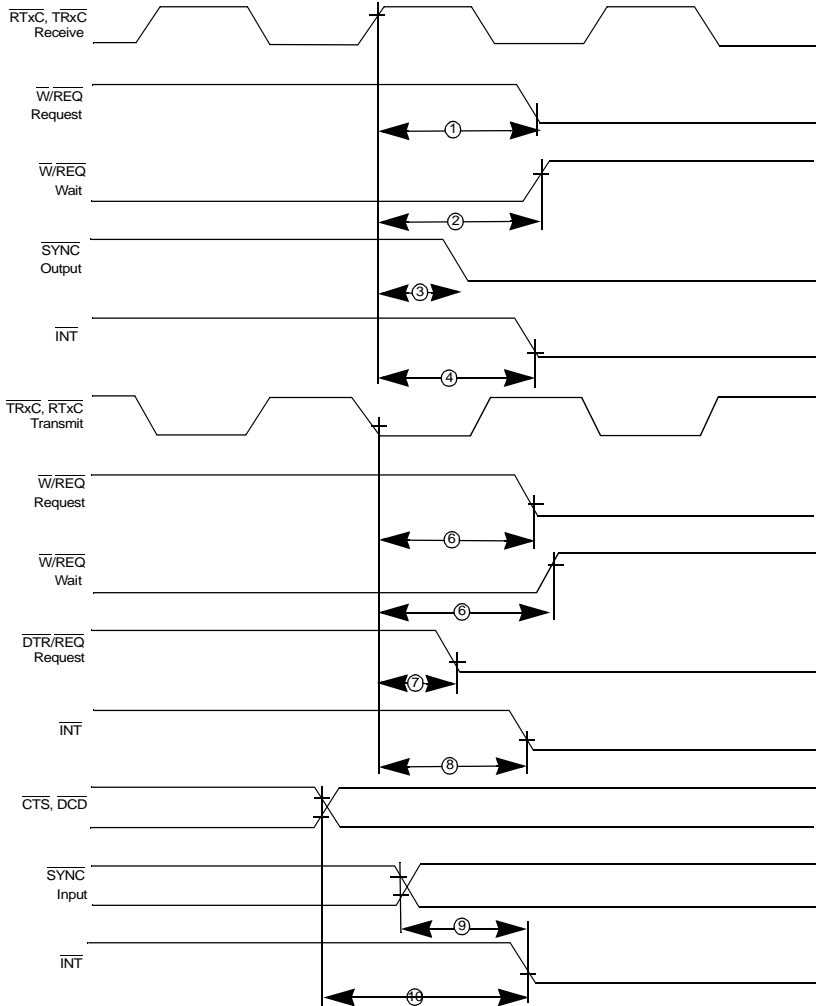 RTxC, TRxC
Receive
W/REQ
Request
1
W/REQ
Wait
2
SYNC
Output
3
INT
4
TRxC, RTxC
Transmit
W/REQ
Request
6
W/REQ
Wait
6
DTR/REQ
Request
7
INT
8
CTS, DCD
SYNC
Input
9
INT
10